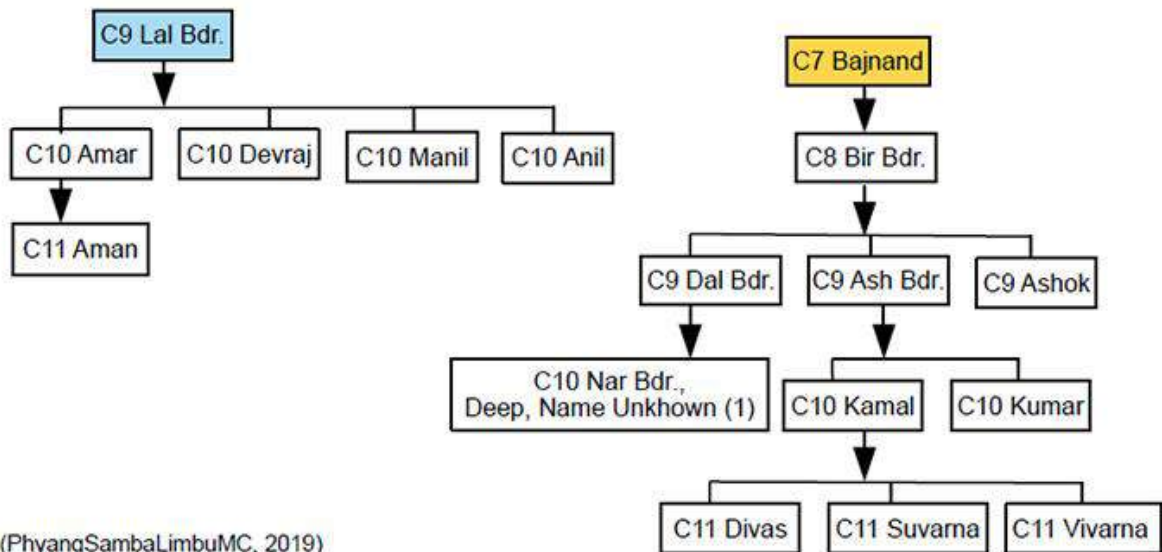 C9 Lal Bdr.
C10 Amar
C10 Devraj
C10 Manil
C10 Anil
C11 Aman
C7 Bajnand
C8 Bir Bdr.
C9 Dal Bdr.
C9 Ash Bdr.
C9 Ashok
C10 Nar Bdr.,
Deep, Name Unkhown (1)
C10 Kamal
C10 Kumar
C11 Divas
C11 Suvarna
C11 Vivarna
(PhyangSambaLimbuMC, 2019)